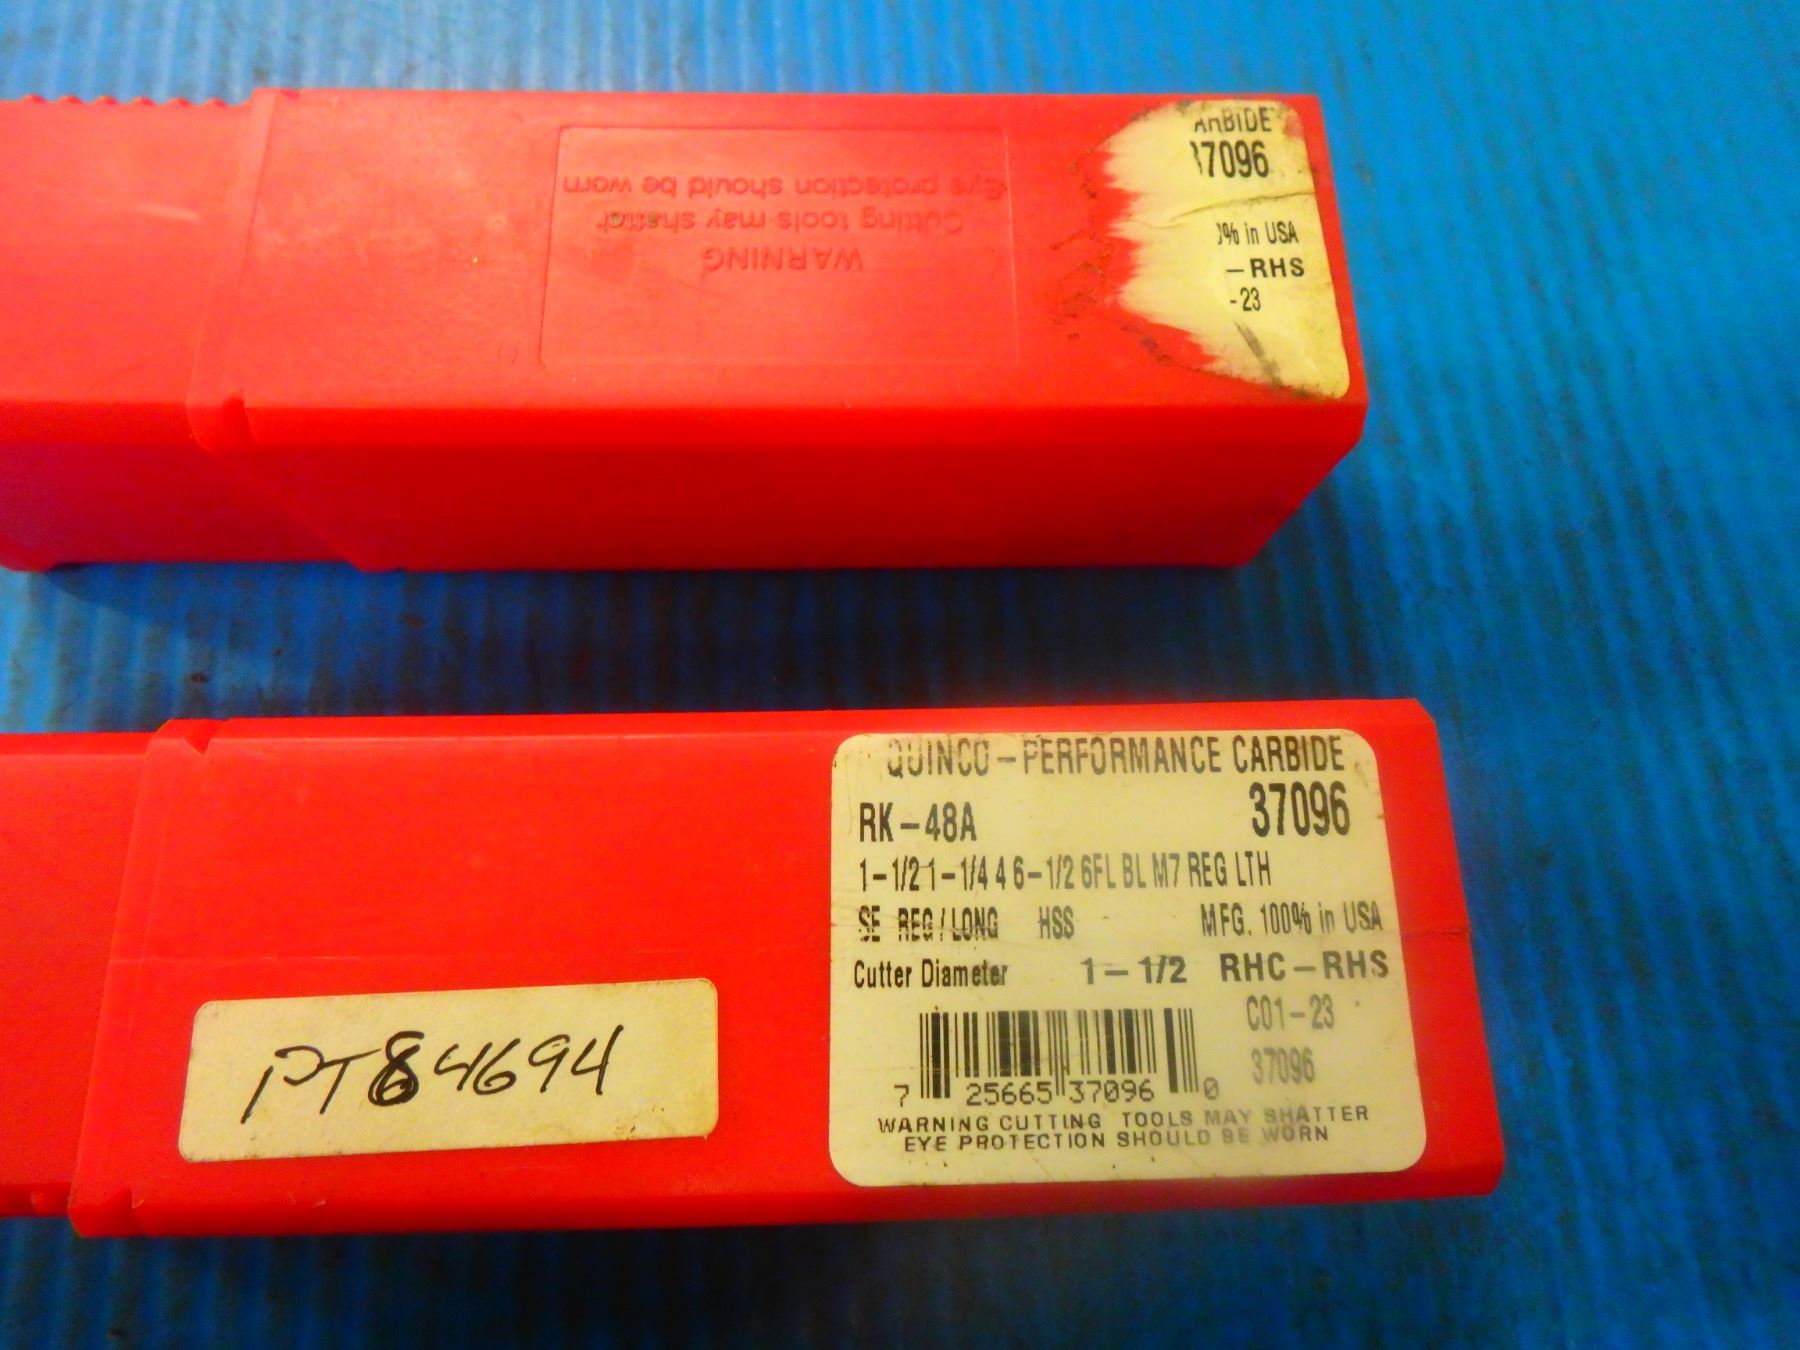 WARNING
Cutting tools may shatter
Eye protection should be worn
ARBIDE
37096
0% in USA
-RHS
-23
QUINCO-PERFORMANCE CARBIDE
RK-48A 37096
1-1/2 1-1/4 4 6-1/2 6FL BL M7 REG LTH
SE REG/LONG HSS MFG. 100% in USA
Cutter Diameter 1-1/2 RHC-RHS
C01-23
37096
7 25665 37096 0
WARNING CUTTING TOOLS MAY SHATTER
EYE PROTECTION SHOULD BE WORN
PT84694